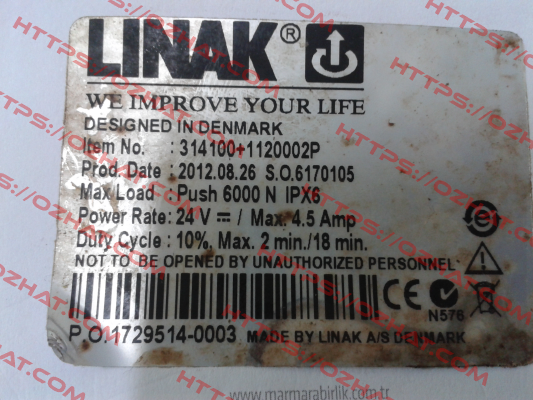 LINAK®
WE IMPROVE YOUR LIFE
DESIGNED IN DENMARK
Item No. : 314100+1120002P
Prod. Date : 2012.08.26 S.O.6170105
Max Load : Push 6000 N IPX6
Power Rate: 24 V⎓ / Max. 4.5 Amp
Duty Cycle : 10%, Max. 2 min./18 min.
NOT TO BE OPENED BY UNAUTHORIZED PERSONNEL
CE
N576
P.O.1729514-0003 MADE BY LINAK A/S DENMARK
www.marmarabirlik.com.tr
HTTPS://OZHAT.COM